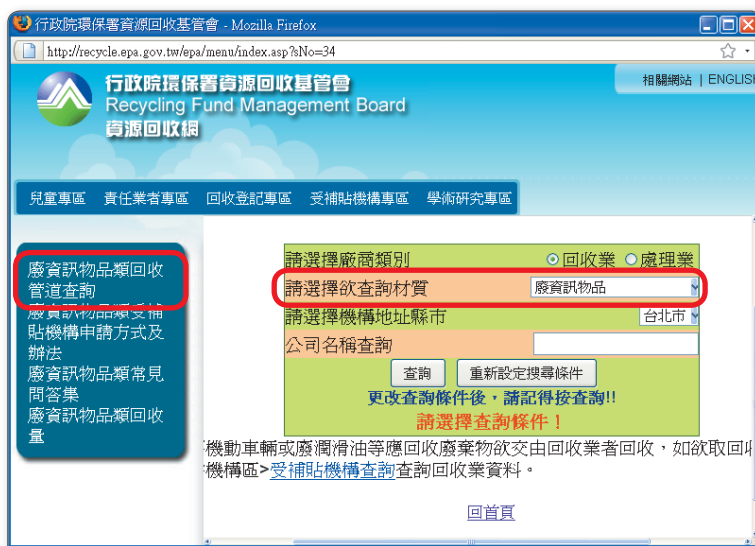 行政院環保署資源回收基管會 - Mozilla Firefox
http://recycle.epa.gov.tw/epa/menu/index.asp?sNo=34
行政院環保署資源回收基管會
相關網站 | ENGLISH
Recycling Fund Management Board
資源回收網
兒童專區 責任業者專區 回收登記專區 受補貼機構專區 學術研究專區
廢資訊物品類回收
管道查詢
廢資訊物品類受補
貼機構申請方式及
辦法
廢資訊物品類常見
問答集
廢資訊物品類回收
量
請選擇廠商類別 回收業 處理業
請選擇欲查詢材質 廢資訊物品
請選擇機構地址縣市 台北市
公司名稱查詢
查詢 重新設定搜尋條件
更改查詢條件後，請記得按查詢!!
請選擇查詢條件！
機動車輛或廢潤滑油等應回收廢棄物欲交由回收業者回收，如欲取回收
機構區>受補貼機構查詢查詢回收業資料。
回首頁